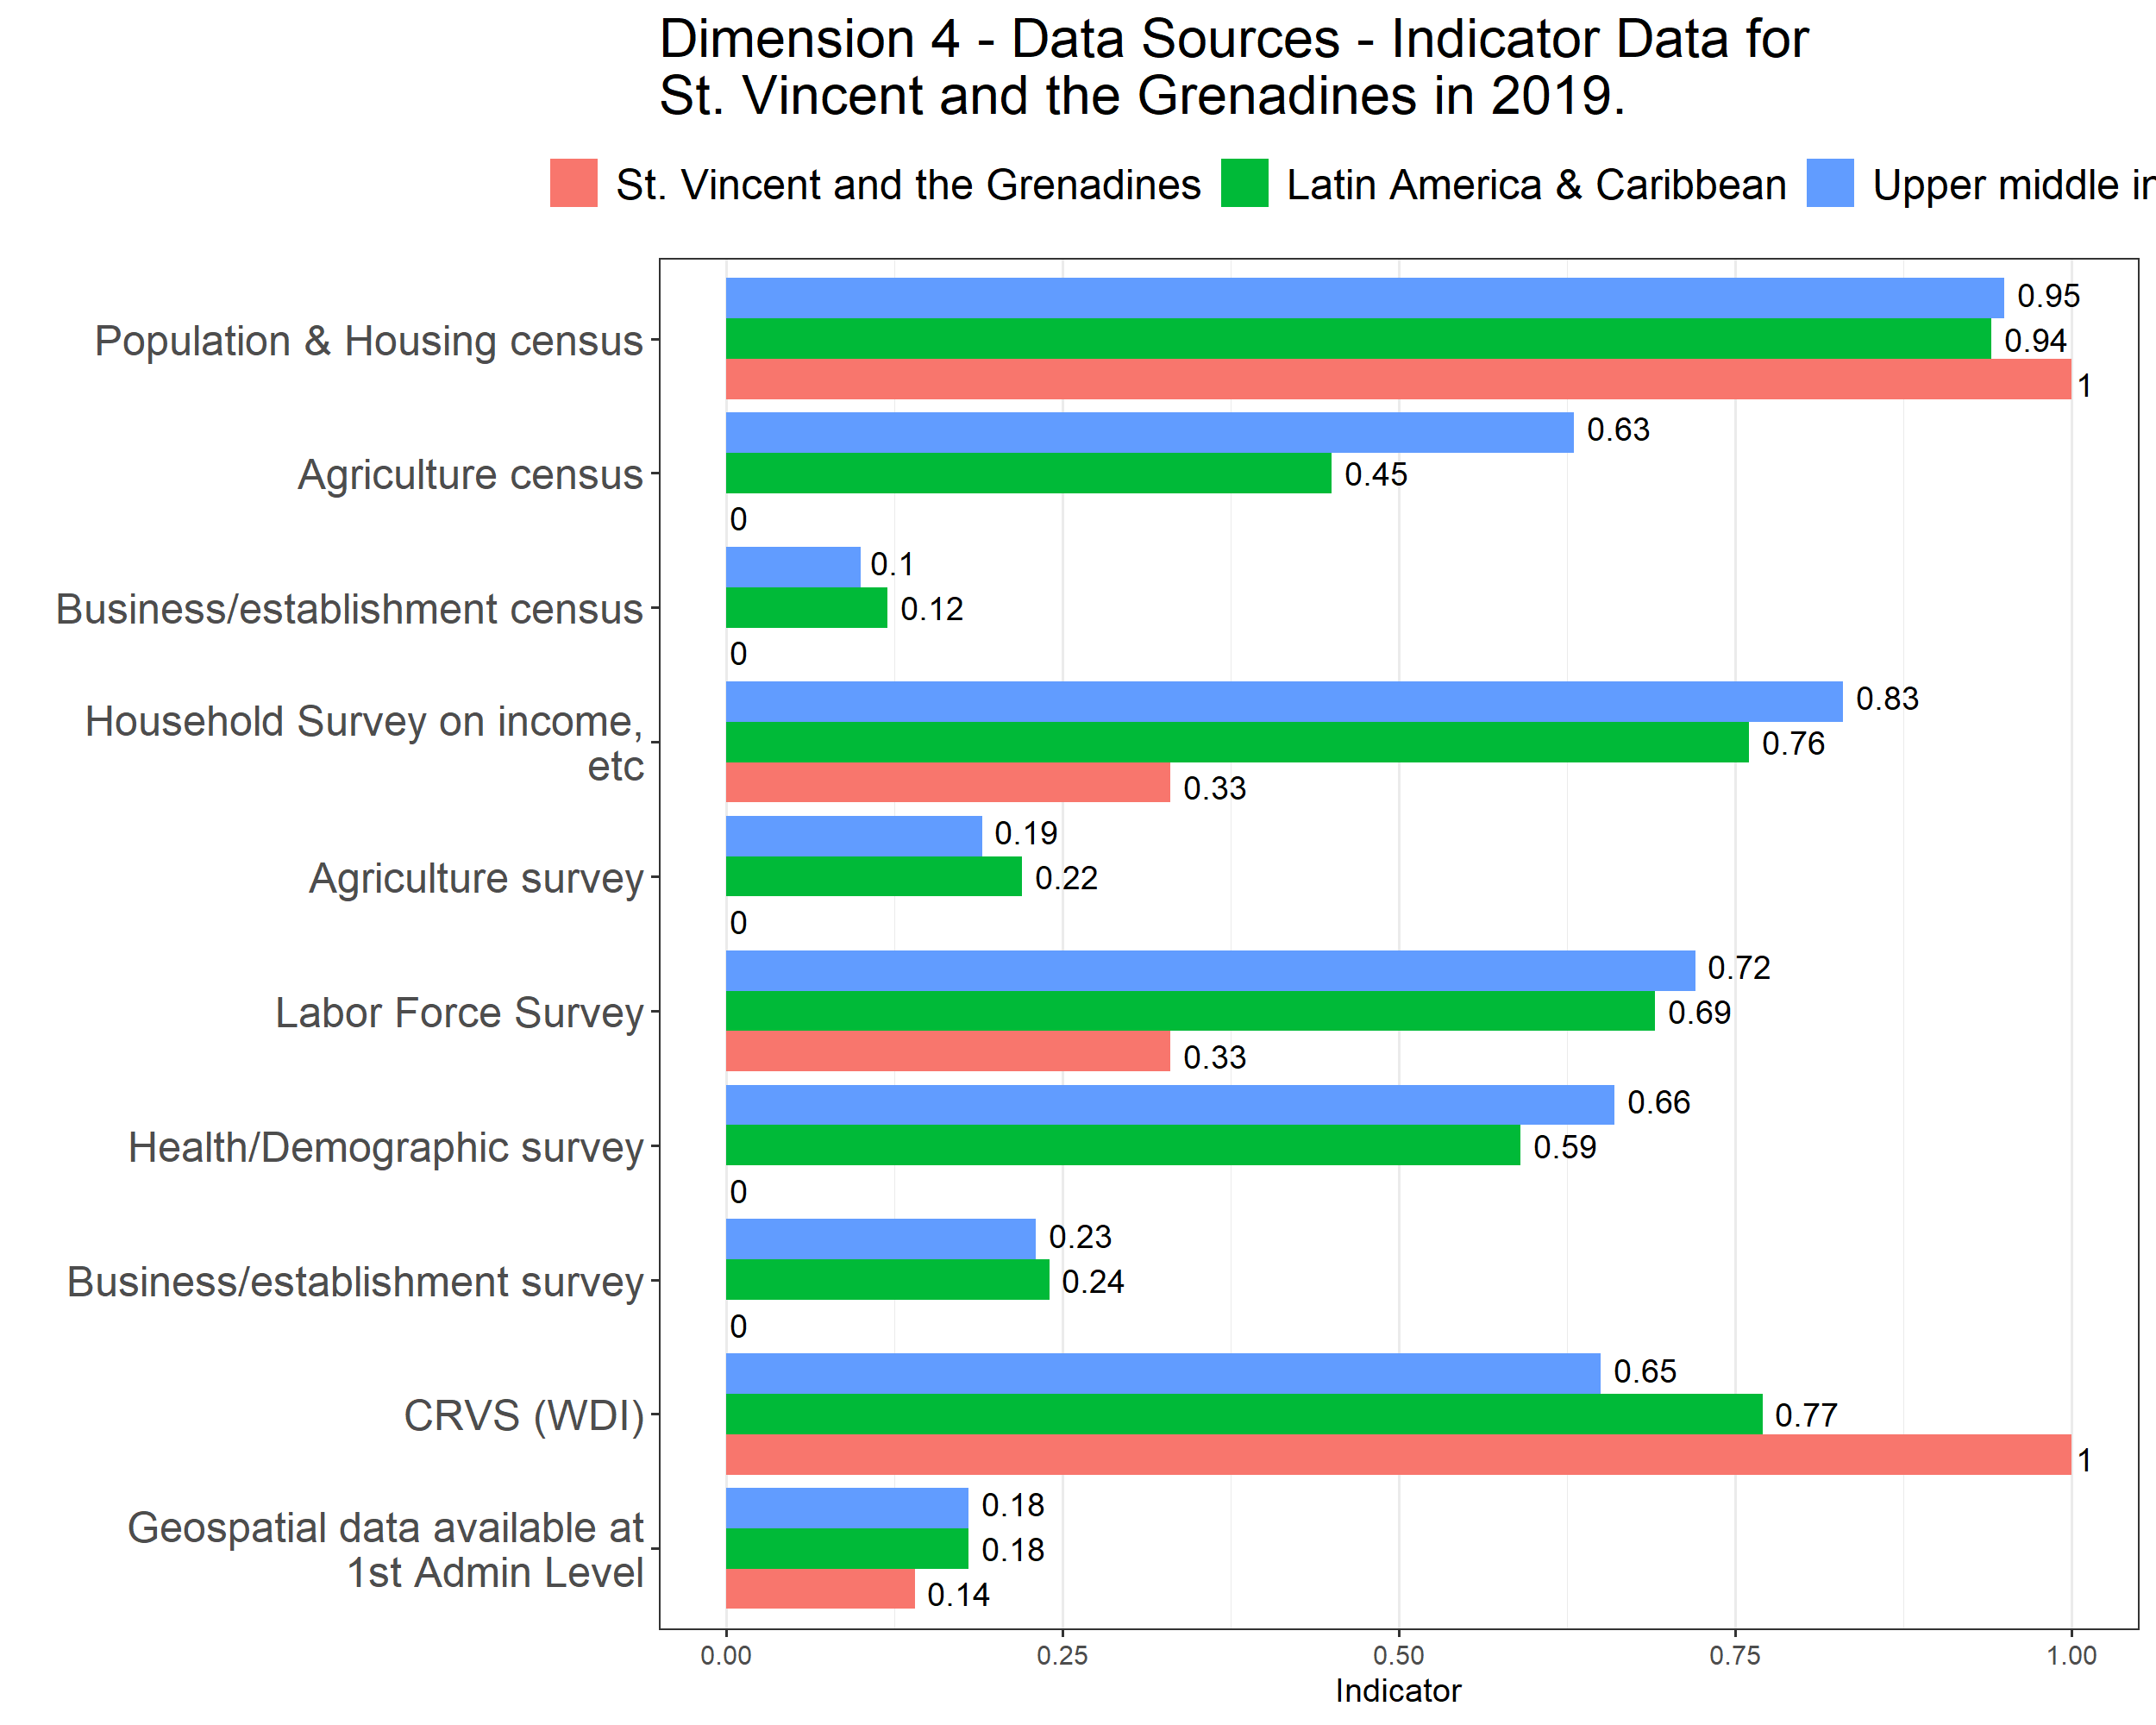 Dimension 4 - Data Sources - Indicator Data for
St. Vincent and the Grenadines in 2019.
St. Vincent and the Grenadines Latin America & Caribbean Upper middle
Population & Housing census
0.95
0.94
1
Agriculture census
0.63
0.45
0
Business/establishment census
0.1
0.12
0
Household Survey on income,
etc
0.83
0.76
0.33
Agriculture survey
0.19
0.22
0
Labor Force Survey
0.72
0.69
0.33
Health/Demographic survey
0.66
0.59
0
Business/establishment survey
0.23
0.24
0
CRVS (WDI)
0.65
0.77
1
Geospatial data available at
1st Admin Level
0.18
0.18
0.14
0.00 0.25 0.50 0.75 1.00
Indicator